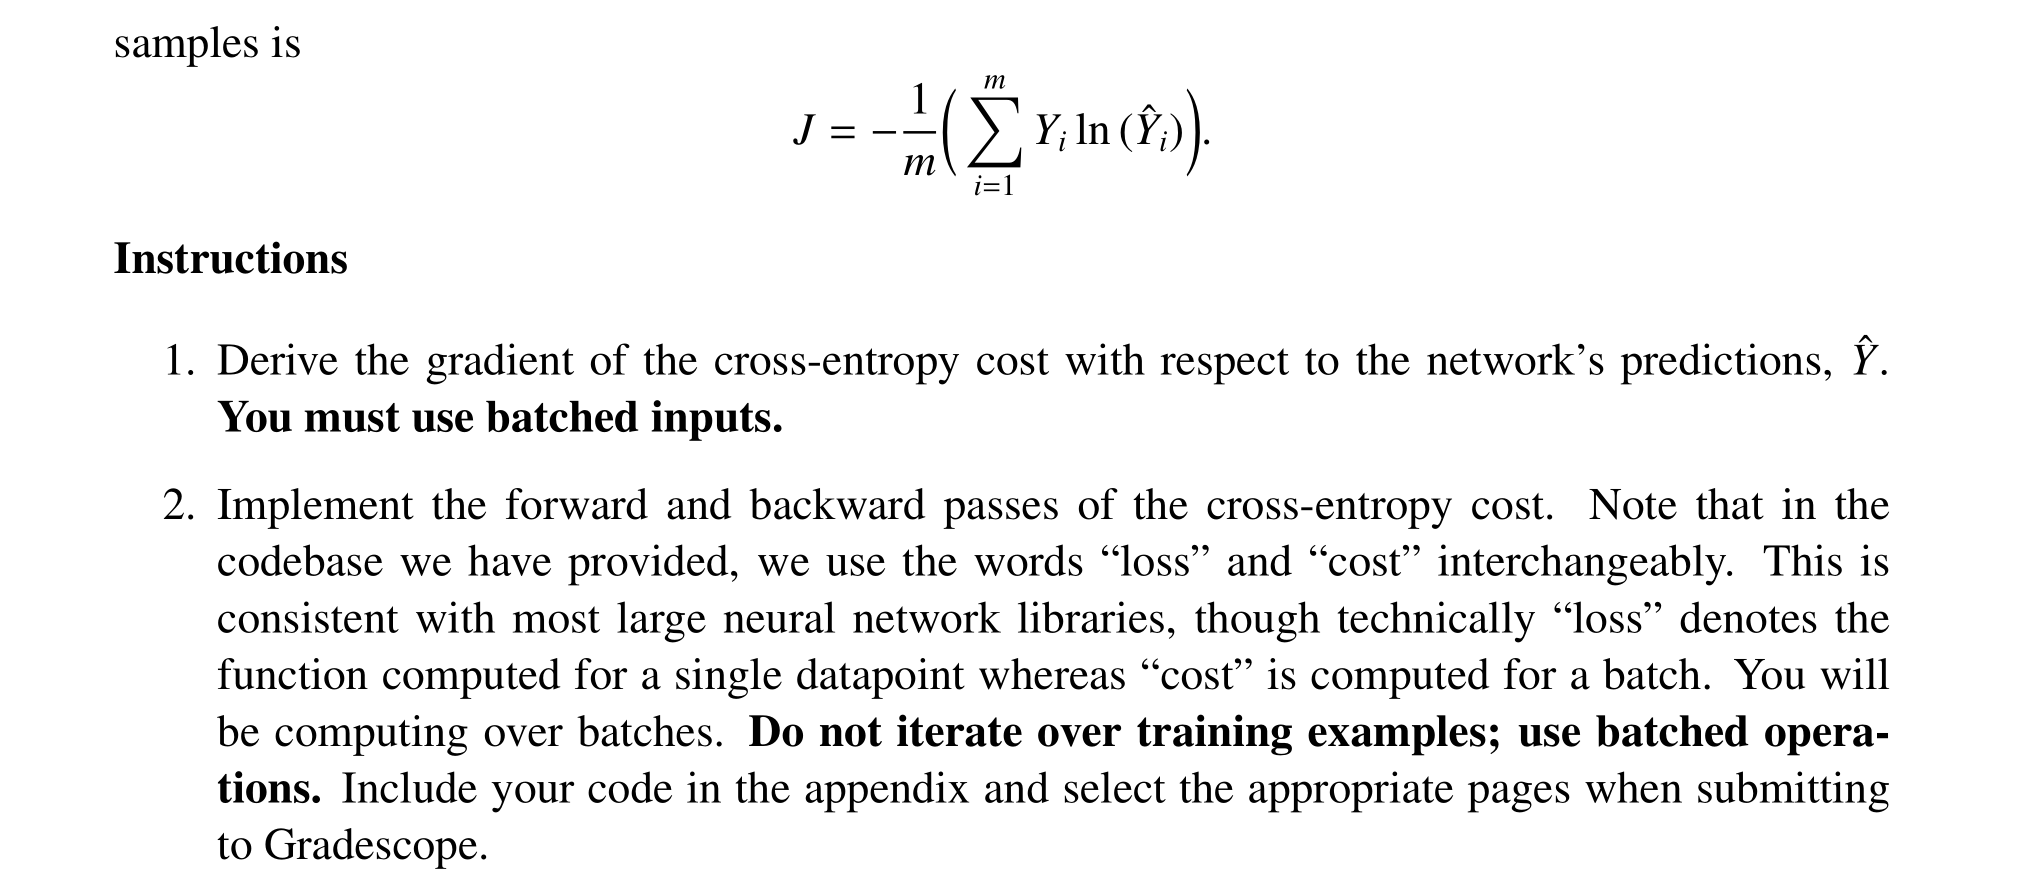 samples is
J = −\frac{1}{m}\left(\sum_{i=1}^{m} Y_i \ln(\hat{Y}_i)\right).
Instructions
1. Derive the gradient of the cross-entropy cost with respect to the network’s predictions, Ŷ.
You must use batched inputs.
2. Implement the forward and backward passes of the cross-entropy cost. Note that in the
codebase we have provided, we use the words “loss” and “cost” interchangeably. This is
consistent with most large neural network libraries, though technically “loss” denotes the
function computed for a single datapoint whereas “cost” is computed for a batch. You will
be computing over batches. Do not iterate over training examples; use batched opera-
tions. Include your code in the appendix and select the appropriate pages when submitting
to Gradescope.